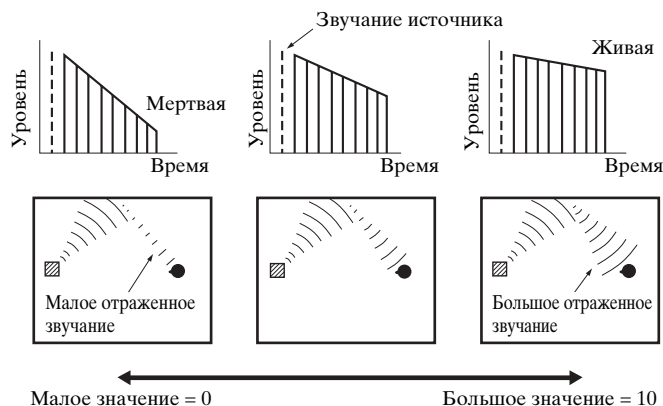 Звучание источника
Живая
Мертвая
Уровень
Уровень
Уровень
Время
Время
Время
Малое отраженное
звучание
Большое отраженное
звучание
Малое значение = 0
Большое значение = 10